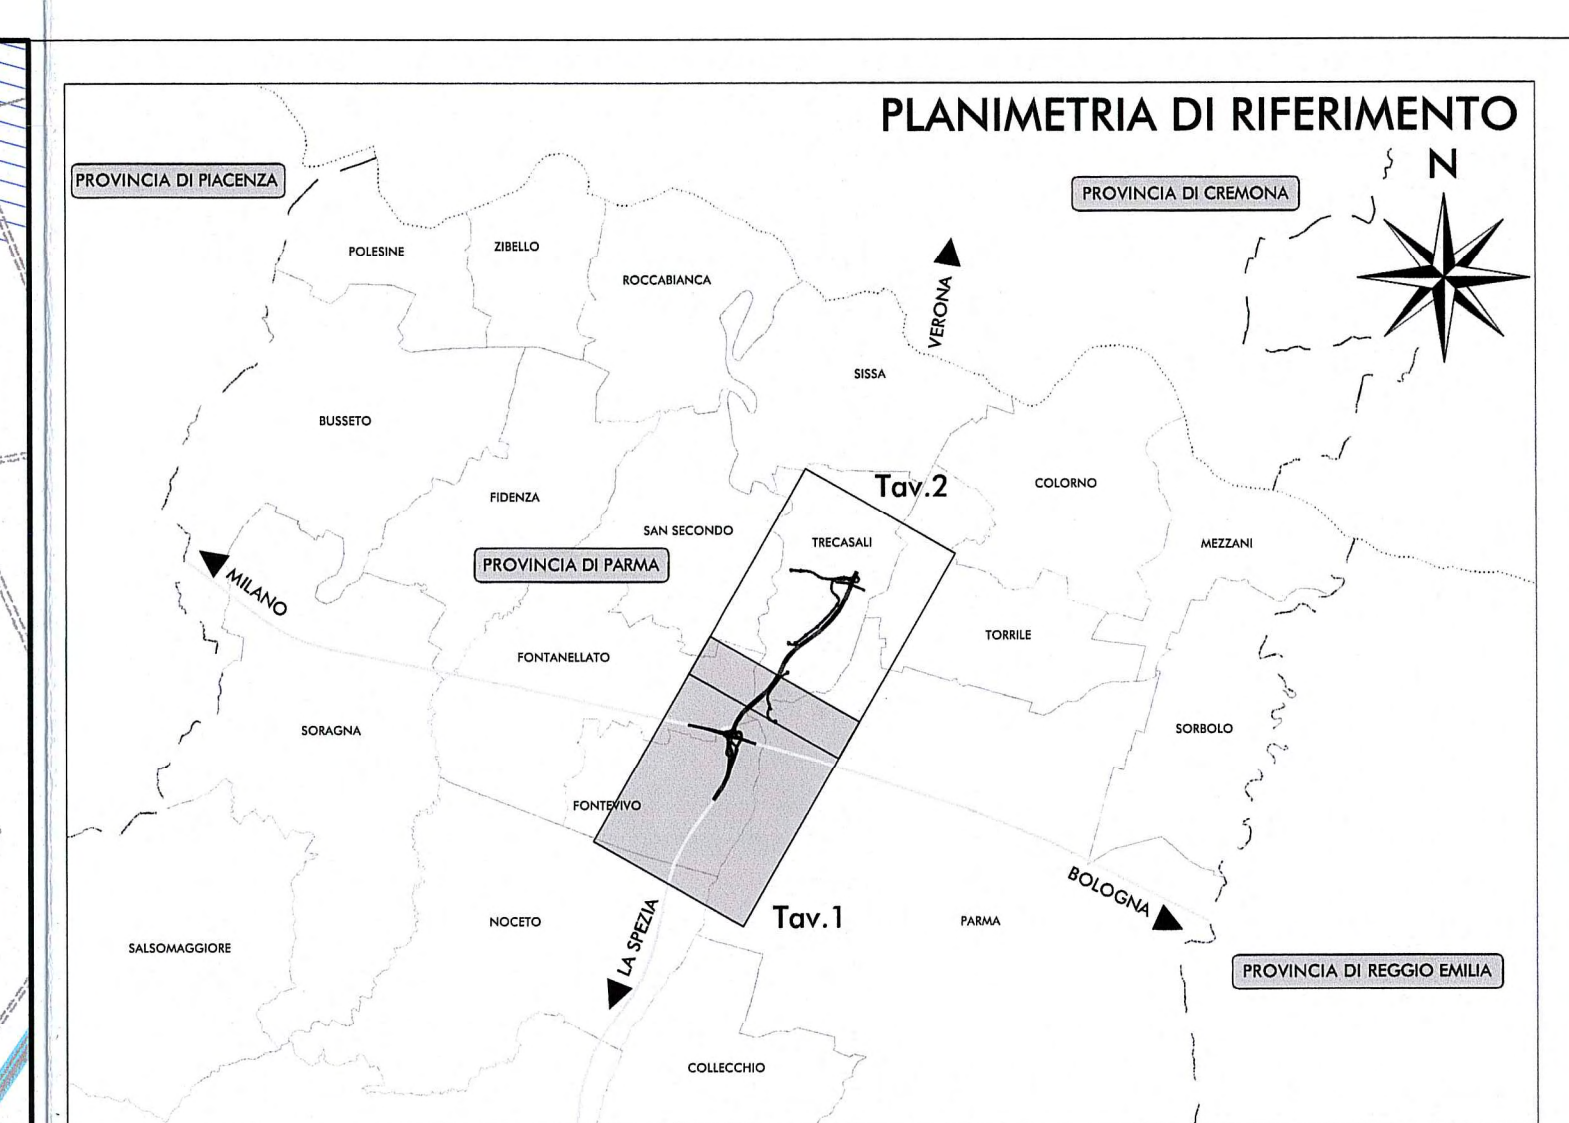 PLANIMETRIA DI RIFERIMENTO
N
PROVINCIA DI PIACENZA
PROVINCIA DI CREMONA
POLESINE
ZIBELLO
ROCCABIANCA
VERONA
SISSA
BUSSETO
COLORNO
Tav.2
FIDENZA
SAN SECONDO
TRECASALI
MEZZANI
PROVINCIA DI PARMA
MILANO
TORRILE
FONTANELLATO
SORAGNA
SORBOLO
FONTEVIVO
BOLOGNA
Tav.1
NOCETO
PARMA
LA SPEZIA
SALSOMAGGIORE
PROVINCIA DI REGGIO EMILIA
COLLECCHIO